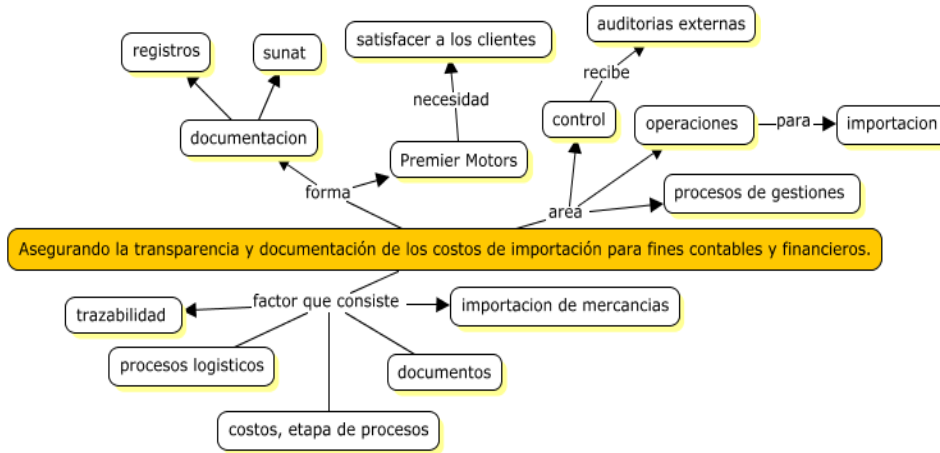 auditorias externas
satisfacer a los clientes
registros
sunat
recibe
necesidad
control
operaciones
para
importacion
documentacion
Premier Motors
forma
procesos de gestiones
area
Asegurando la transparencia y documentación de los costos de importación para fines contables y financieros.
factor que consiste
importacion de mercancias
trazabilidad
procesos logisticos
documentos
costos, etapa de procesos